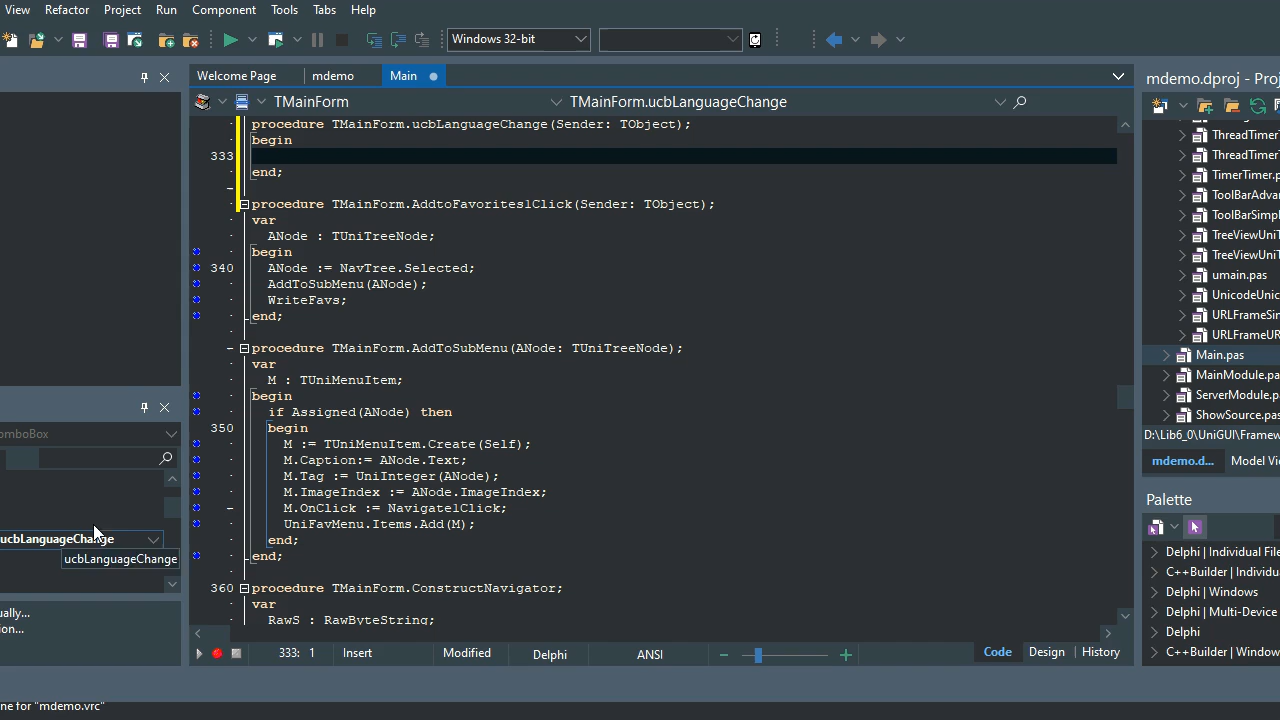 View Refactor Project Run Component Tools Tabs Help
Windows 32-bit
Welcome Page mdemo Main
mdemo.dproj - Proj
TMainForm TMainForm.ucbLanguageChange
procedure TMainForm.ucbLanguageChange(Sender: TObject);
begin
333
end;
procedure TMainForm.AddtoFavorites1Click(Sender: TObject);
var
ANode : TUniTreeNode;
begin
340 ANode := NavTree.Selected;
AddToSubMenu(ANode);
WriteFavs;
end;
procedure TMainForm.AddToSubMenu(ANode: TUniTreeNode);
var
M : TUniMenuItem;
begin
if Assigned(ANode) then
350 begin
M := TUniMenuItem.Create(Self);
M.Caption:= ANode.Text;
M.Tag := UniInteger(ANode);
M.ImageIndex := ANode.ImageIndex;
M.OnClick := Navigate1Click;
UniFavMenu.Items.Add(M);
end;
end;
360 procedure TMainForm.ConstructNavigator;
var
RawS : RawByteString;
333: 1 Insert Modified Delphi ANSI Code Design History
omboBox
ucbLanguageChange
ucbLanguageChange
ually...
on...
ne for "mdemo.vrc"
ThreadTimer
ThreadTimer
TimerTimer.p
ToolBarAdva
ToolBarSimpl
TreeViewUniT
TreeViewUniT
umain.pas
UnicodeUnic
URLFrameSin
URLFrameUR
Main.pas
MainModule.pa
ServerModule.p
ShowSource.pas
D:\Lib6_0\UniGUI\Framew
mdemo.d... Model Vi
Palette
Delphi | Individual File
C++Builder | Individu
Delphi | Windows
Delphi | Multi-Device
Delphi
C++Builder | Window